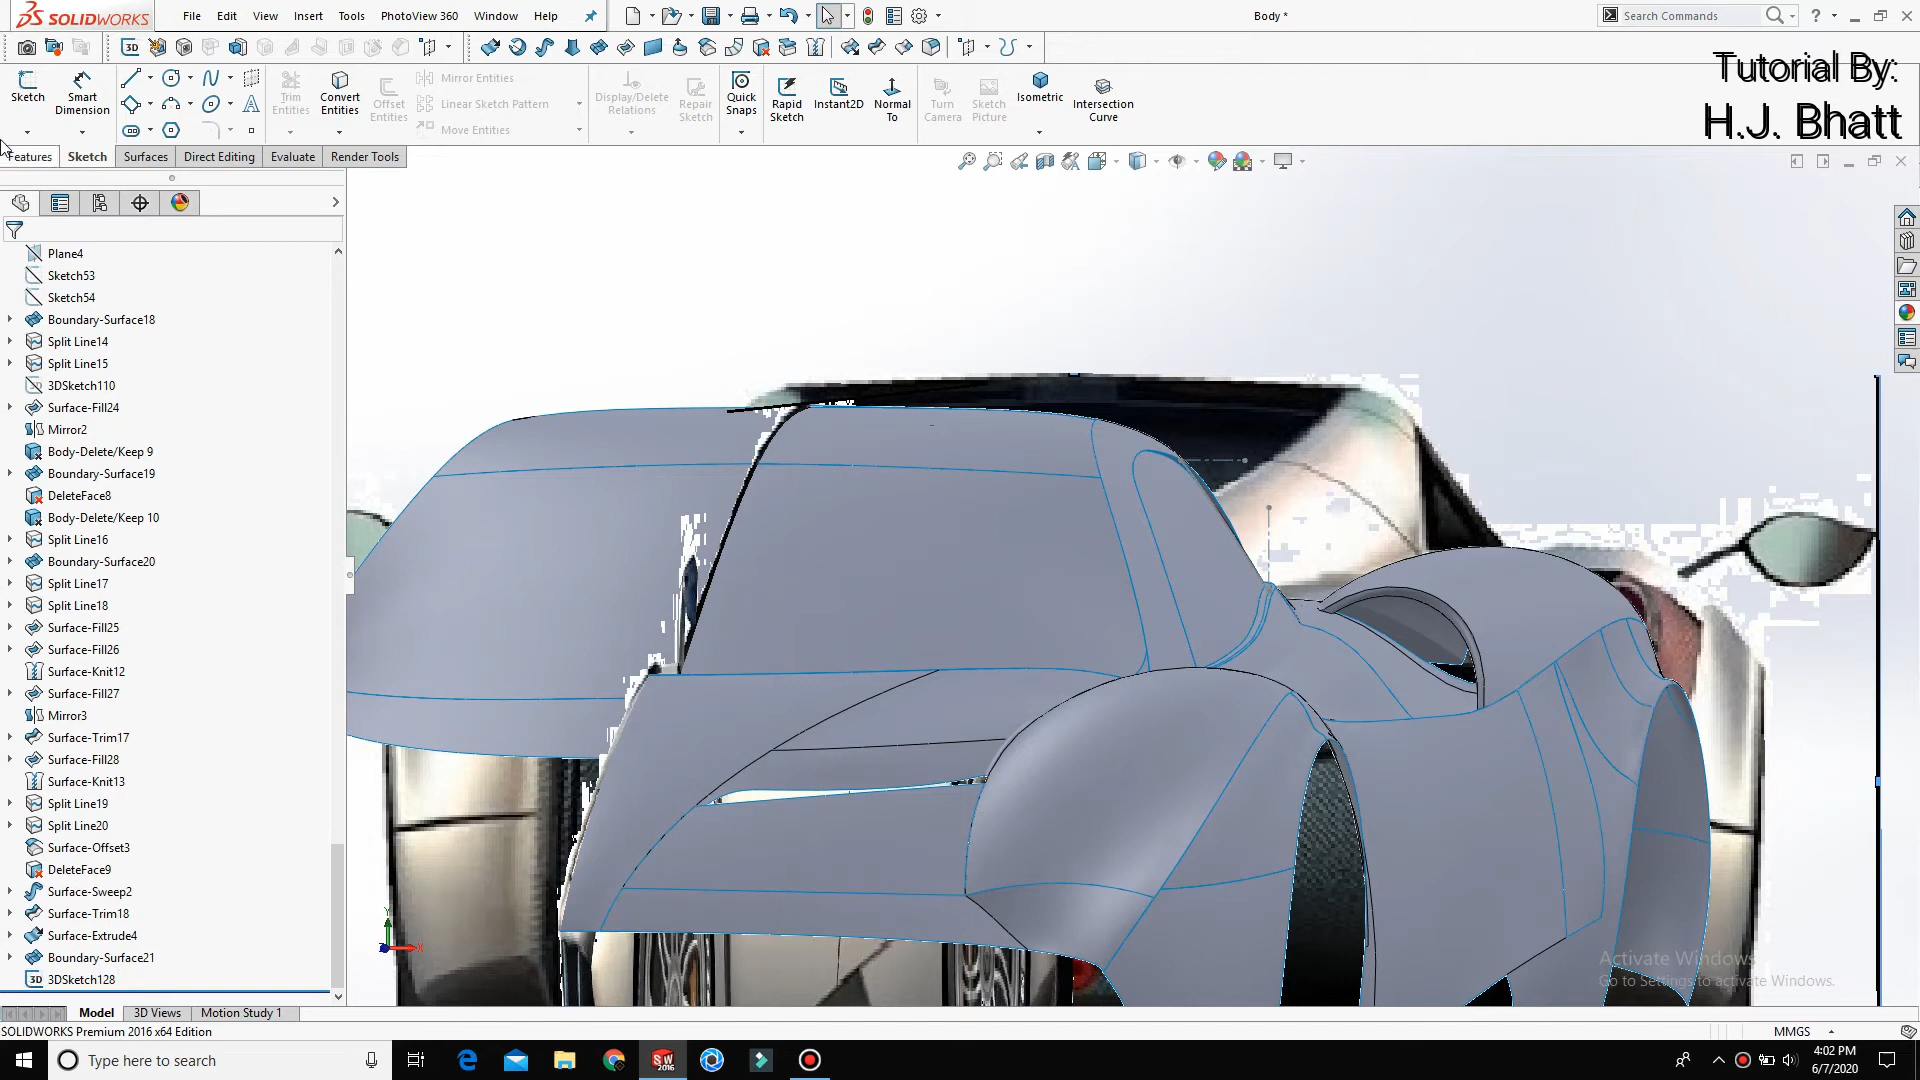 SOLIDWORKS
File
Edit
View
Insert
Tools
PhotoView 360
Window
Help
Body *
Search Commands
3D
Tutorial By:
H.J. Bhatt
Sketch
Smart Dimension
Trim Entities
Convert Entities
Offset Entities
Mirror Entities
Linear Sketch Pattern
Move Entities
Display/Delete Relations
Repair Sketch
Quick Snaps
Rapid Sketch
Instant2D
Normal To
Turn Camera
Sketch Picture
Isometric
Intersection Curve
Features
Sketch
Surfaces
Direct Editing
Evaluate
Render Tools
Plane4
Sketch53
Sketch54
Boundary-Surface18
Split Line14
Split Line15
3DSketch110
Surface-Fill24
Mirror2
Body-Delete/Keep 9
Boundary-Surface19
DeleteFace8
Body-Delete/Keep 10
Split Line16
Boundary-Surface20
Split Line17
Split Line18
Surface-Fill25
Surface-Fill26
Surface-Knit12
Surface-Fill27
Mirror3
Surface-Trim17
Surface-Fill28
Surface-Knit13
Split Line19
Split Line20
Surface-Offset3
DeleteFace9
Surface-Sweep2
Surface-Trim18
Surface-Extrude4
Boundary-Surface21
3D 3DSketch128
Y
X
Activate Windows
Go to Settings to activate Windows.
Model
3D Views
Motion Study 1
SOLIDWORKS Premium 2016 x64 Edition
MMGS
Type here to search
SW 2016
4:02 PM
6/7/2020